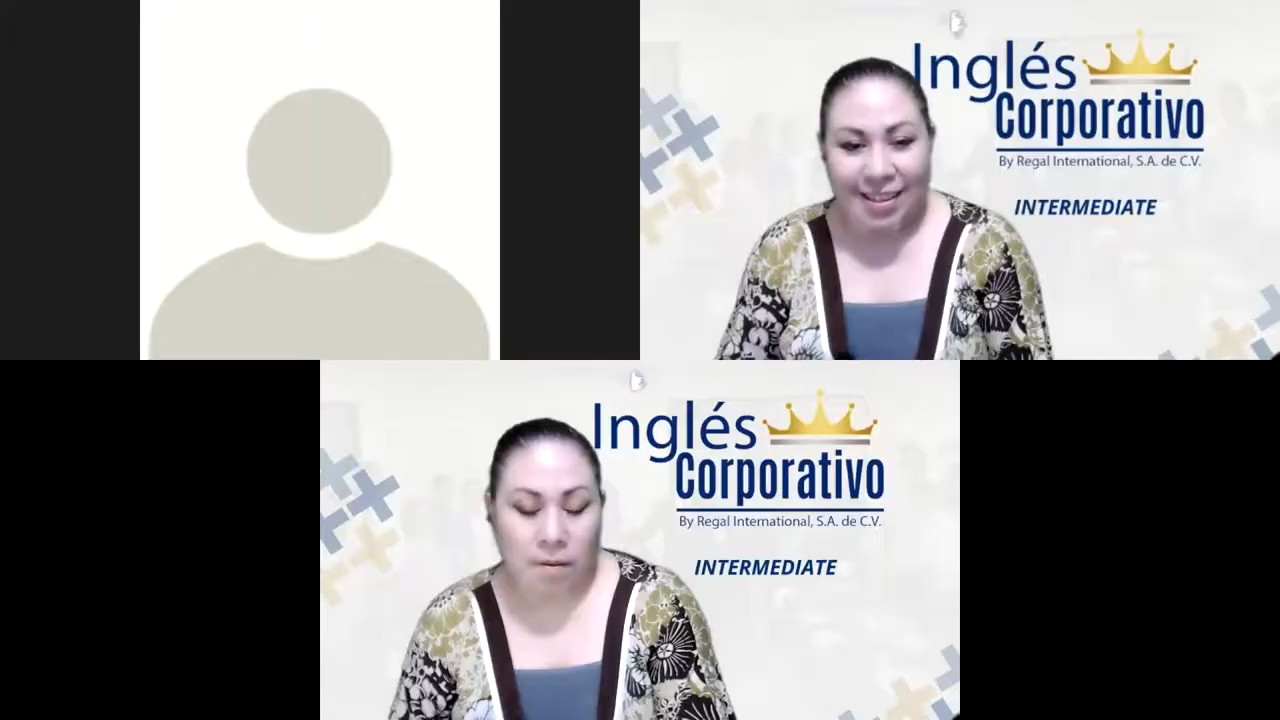 Inglés
Corporativo
By Regal International, S.A. de C.V.
INTERMEDIATE
Inglés
Corporativo
By Regal International, S.A. de C.V.
INTERMEDIATE